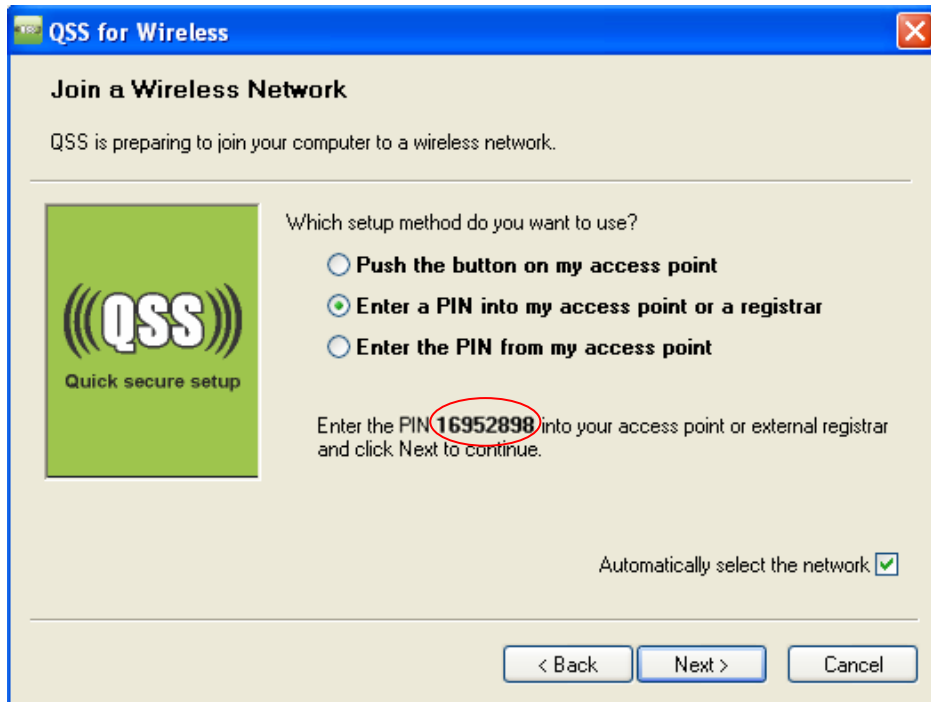 QSS for Wireless
Join a Wireless Network
QSS is preparing to join your computer to a wireless network.
Which setup method do you want to use?
Push the button on my access point
Enter a PIN into my access point or a registrar
Enter the PIN from my access point
(((QSS)))
Quick secure setup
Enter the PIN 16952898 into your access point or external registrar
and click Next to continue.
Automatically select the network
< Back
Next >
Cancel